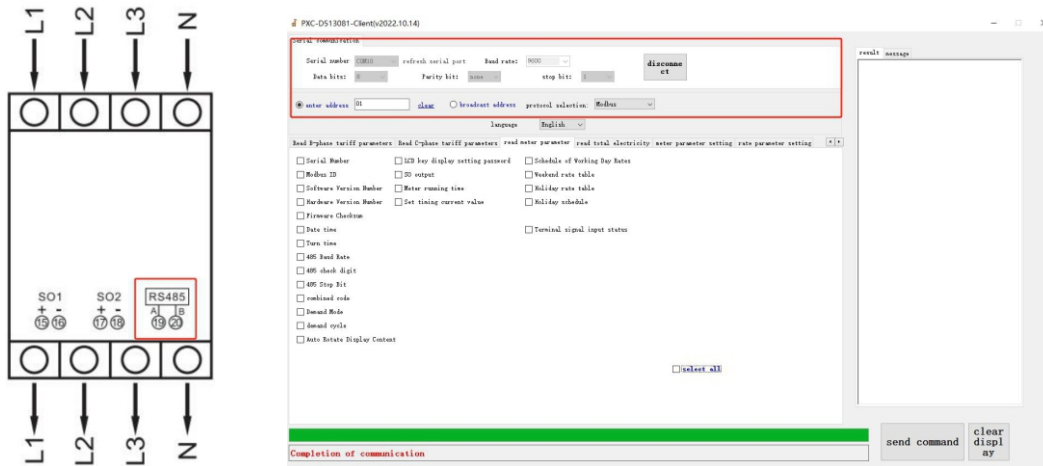 L1 L2 L3 N
SO1 SO2 RS485
+ - + - A B
15 16 17 18 19 20
L1 L2 L3 N
PXC-D513081-Client(v2022.10.14)
Serial communivation
Serial number COM10 refresh serial port Baud rate: 9600
Data bits: 8 Parity bit: none stop bit: 1
disconne
ct
enter address 01 clear broadcast address protocol selection: Modbus
language English
Read B-phase tariff parameters Read C-phase tariff parameters read meter parameter read total electricity meter parameter setting rate parameter setting
Serial Number LCD key display setting password Schedule of Working Day Rates
Modbus ID SO output Weekend rate table
Software Version Number Meter running time Holiday rate table
Hardware Version Number Set timing current value Holiday schedule
Firmware Checksum
Date time Terminal signal input status
Turn time
485 Baud Rate
485 check digit
485 Stop Bit
combined code
Demand Mode
demand cycle
Auto Rotate Display Content
select all
Completion of communication
result message
send command
clear
displ
ay